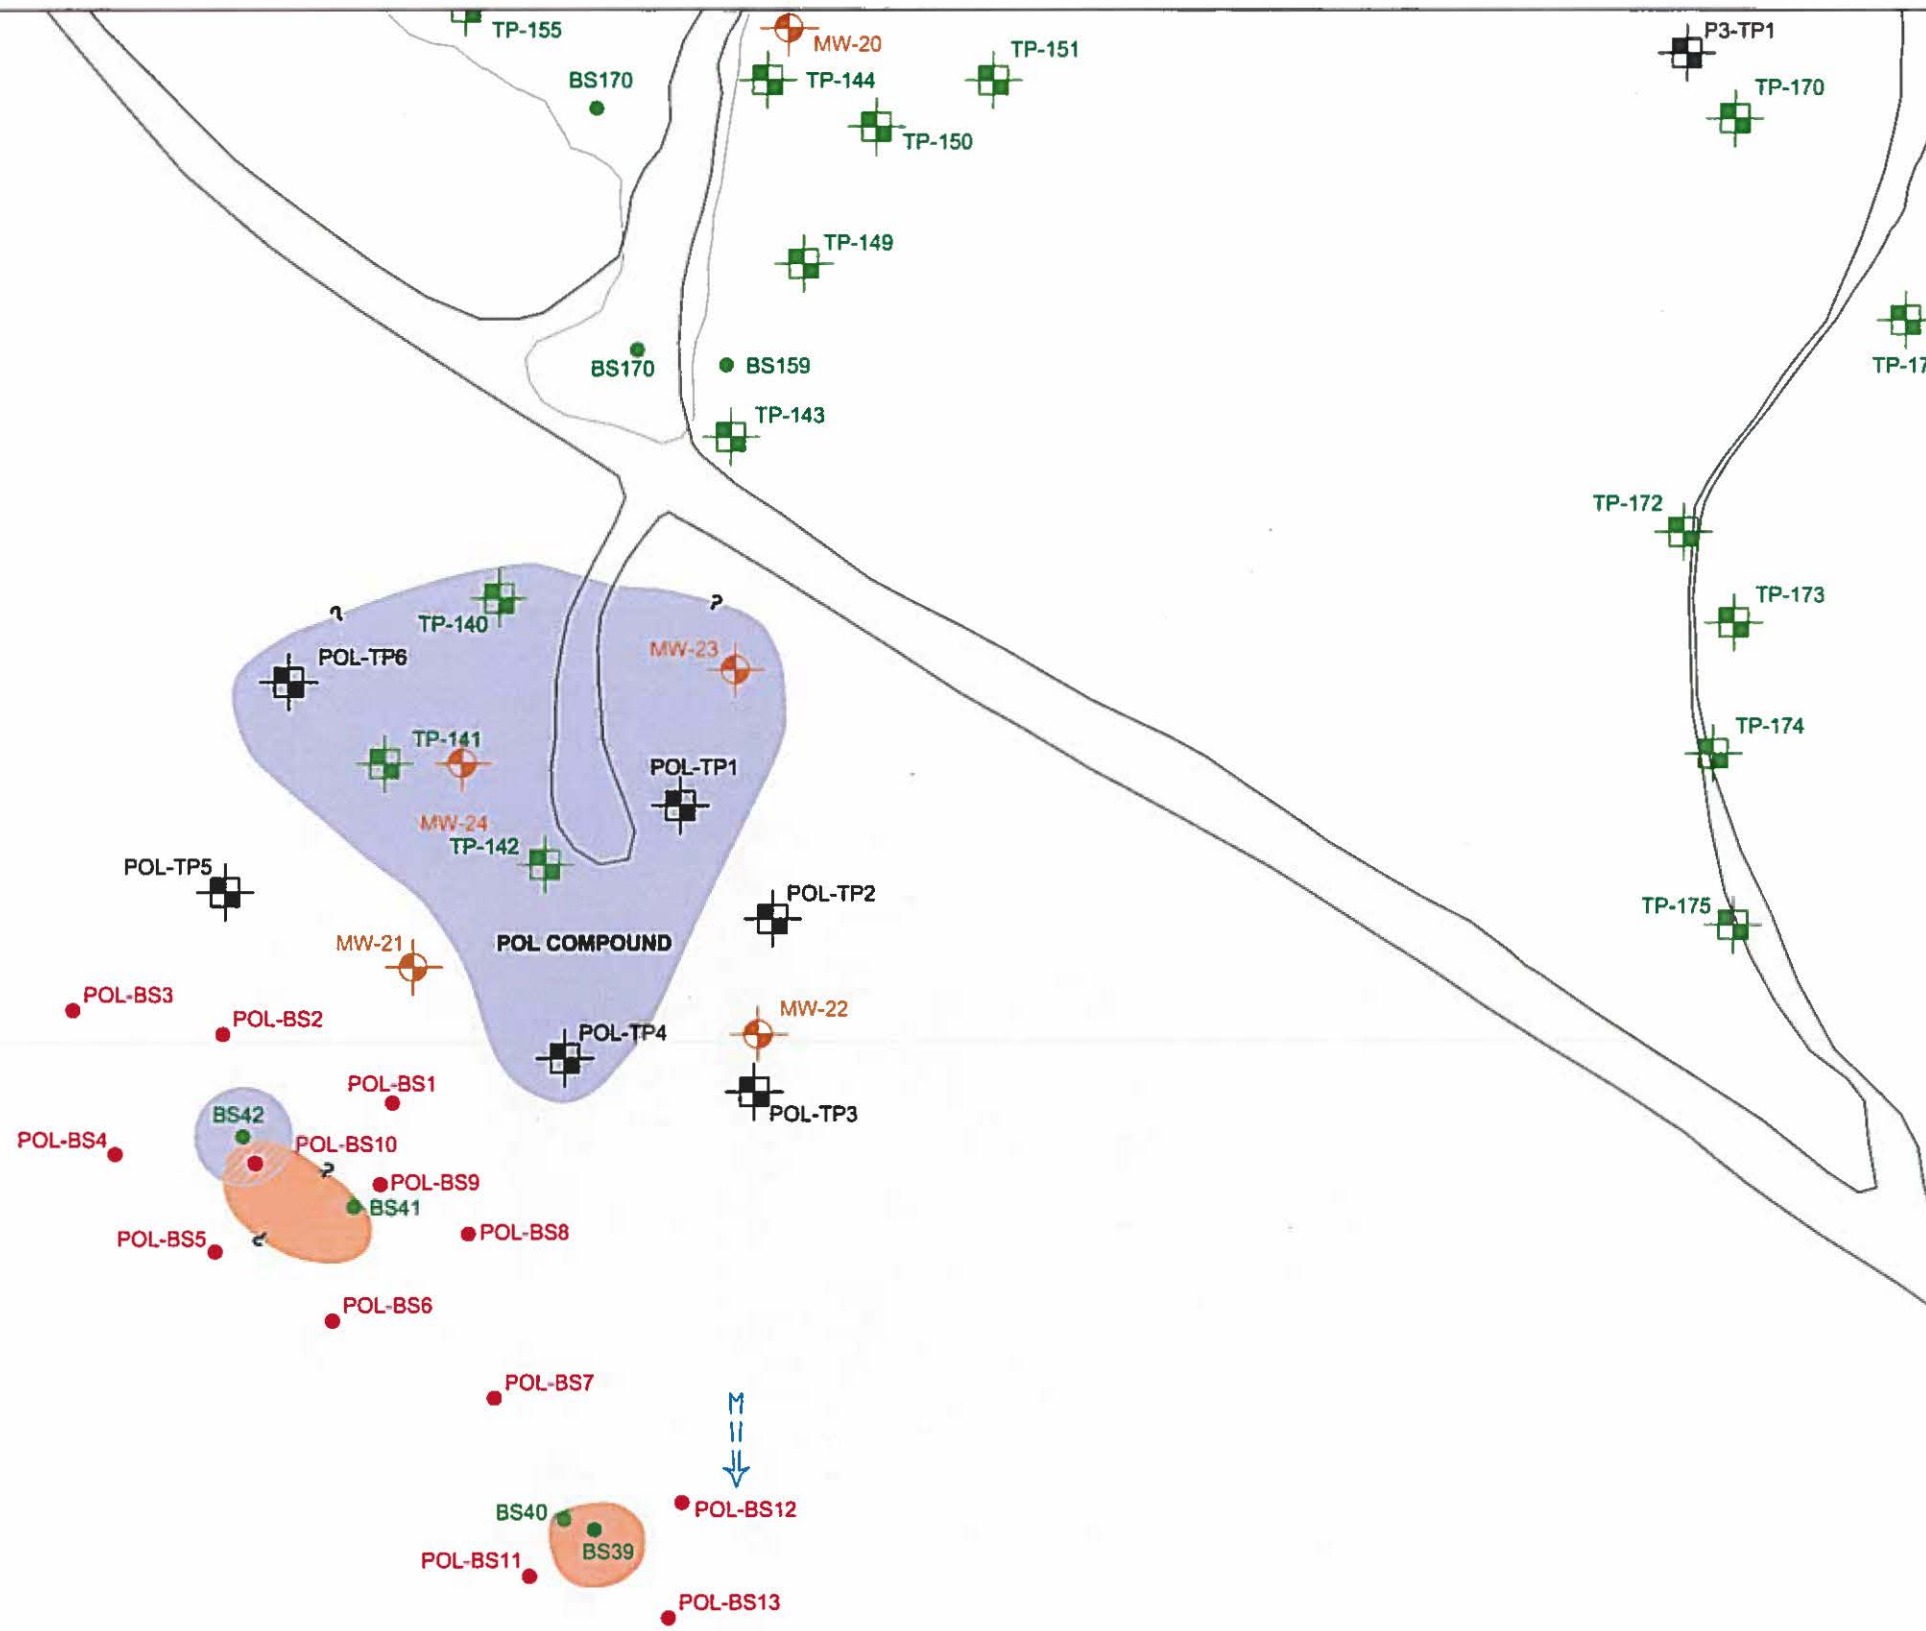 TP-155
MW-20
P3-TP1
TP-151
BS170
TP-144
TP-170
TP-150
TP-149
BS170
BS159
TP-17
TP-143
TP-172
?
?
TP-140
TP-173
POL-TP6
MW-23
TP-141
TP-174
POL-TP1
MW-24
TP-142
POL-TP5
POL-TP2
TP-175
MW-21
POL COMPOUND
POL-BS3
MW-22
POL-BS2
POL-TP4
POL-BS1
BS42
POL-TP3
POL-BS4
POL-BS10
?
POL-BS9
BS41
POL-BS5
?
POL-BS8
POL-BS6
POL-BS7
BS40
POL-BS12
BS39
POL-BS11
POL-BS13